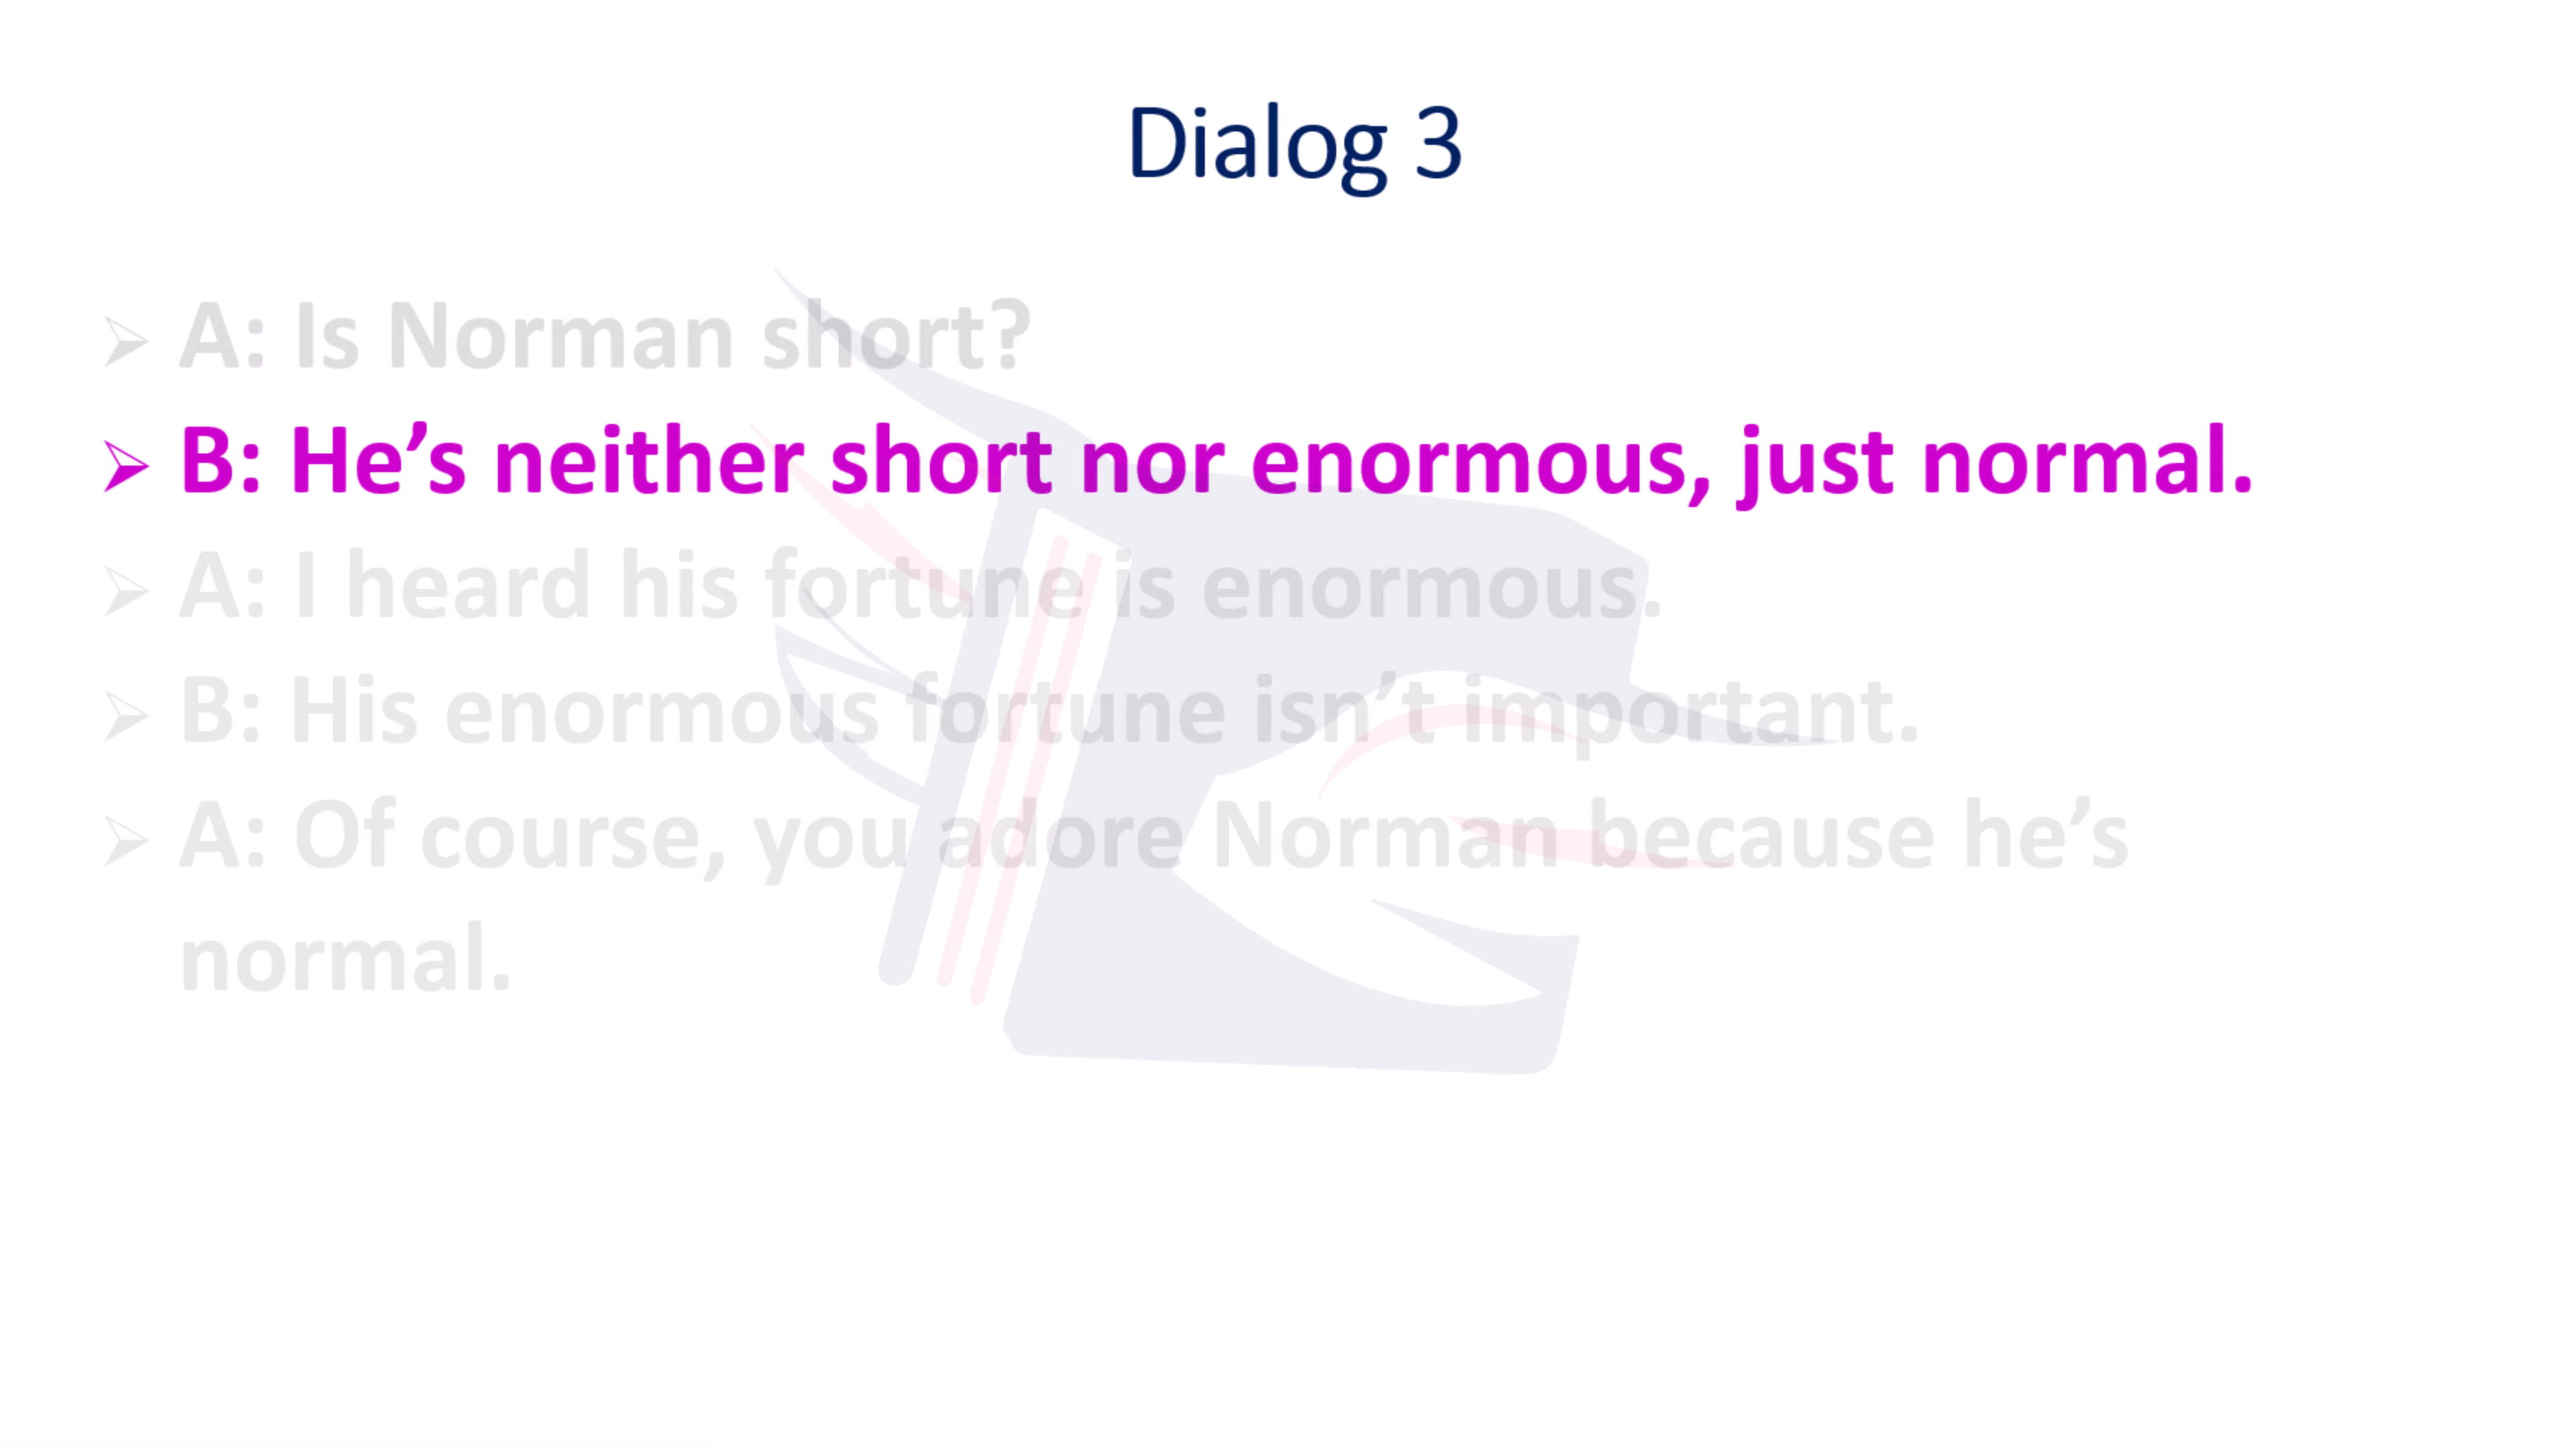 Dialog 3
➢ A: Is Norman short?
➢ B: He’s neither short nor enormous, just normal.
➢ A: I heard his fortune is enormous.
➢ B: His enormous fortune isn’t important.
➢ A: Of course, you adore Norman because he’s
normal.